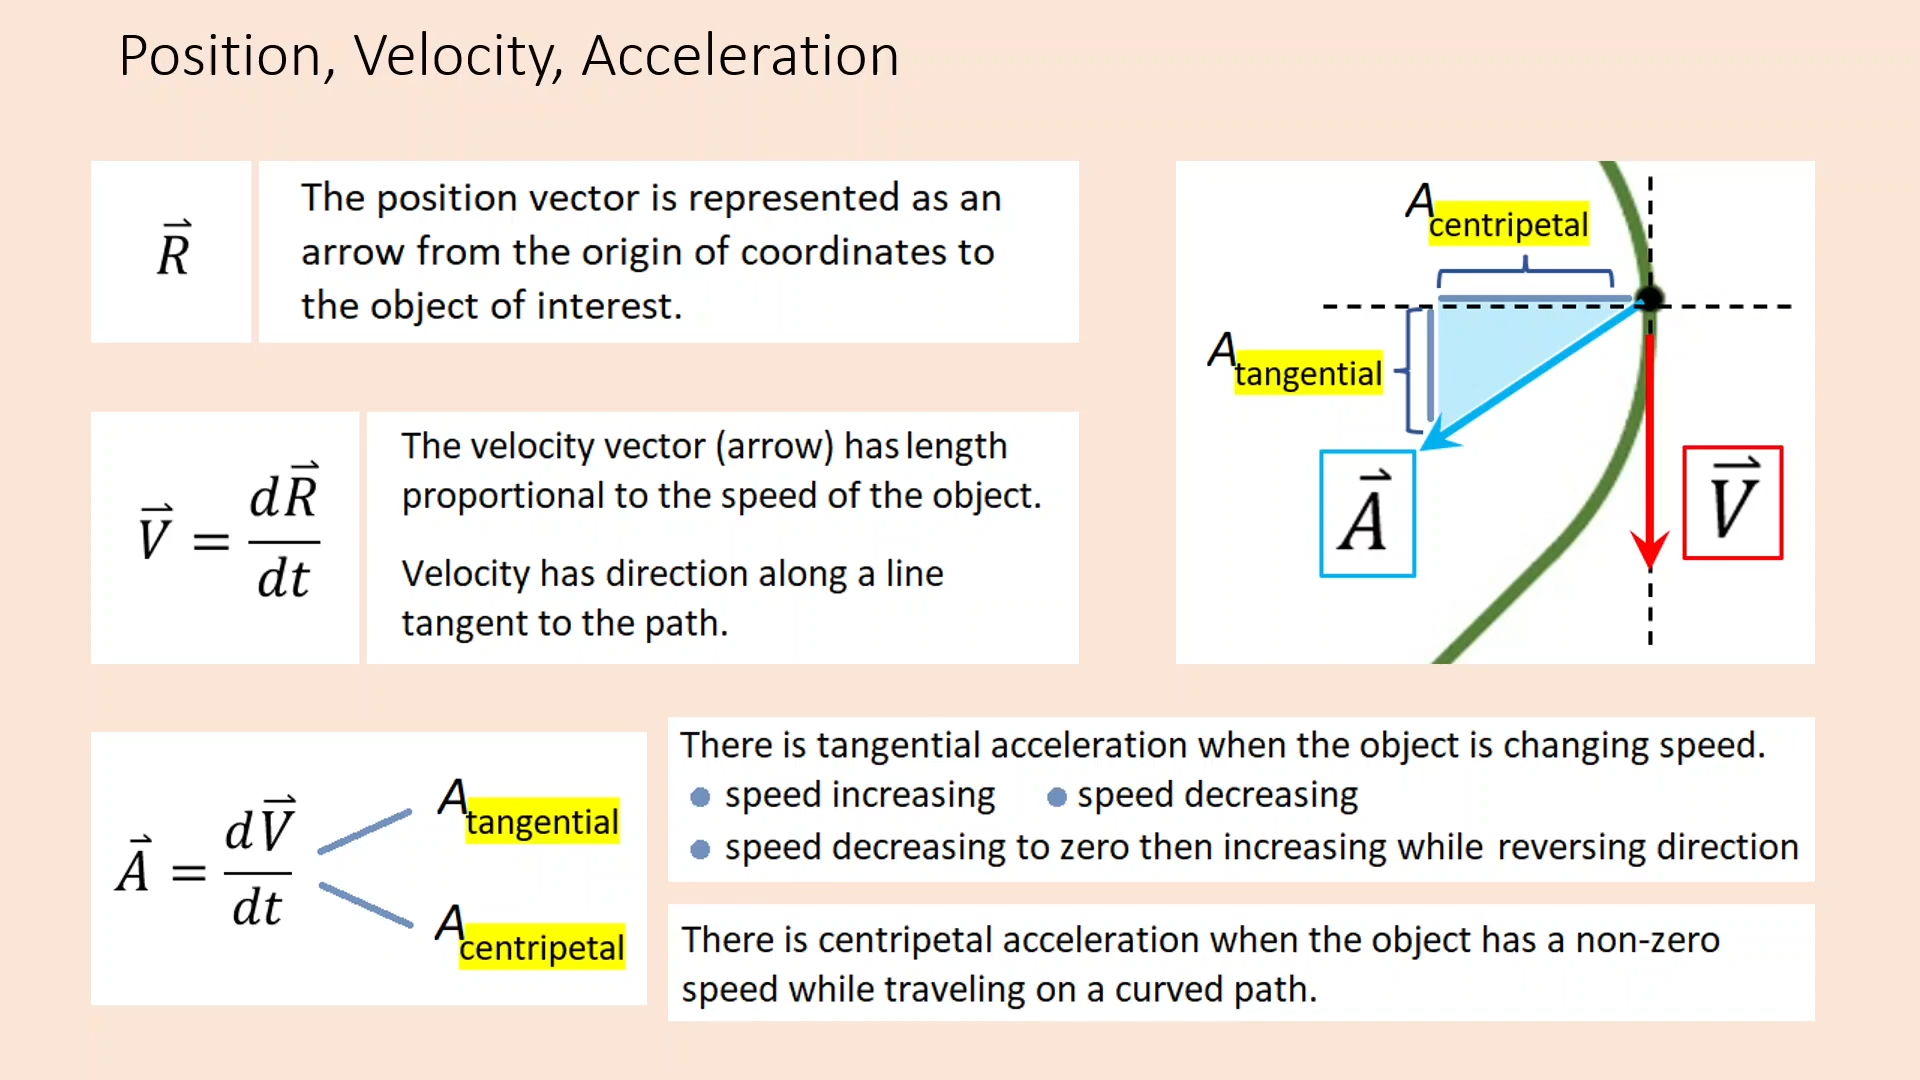 Position, Velocity, Acceleration
R⃗
The position vector is represented as an
arrow from the origin of coordinates to
the object of interest.
V⃗ = dR⃗/dt
The velocity vector (arrow) has length
proportional to the speed of the object.
Velocity has direction along a line
tangent to the path.
A centripetal
A tangential
A⃗
V⃗
A⃗ = dV⃗/dt
A tangential
A centripetal
There is tangential acceleration when the object is changing speed.
● speed increasing ● speed decreasing
● speed decreasing to zero then increasing while reversing direction
There is centripetal acceleration when the object has a non-zero
speed while traveling on a curved path.